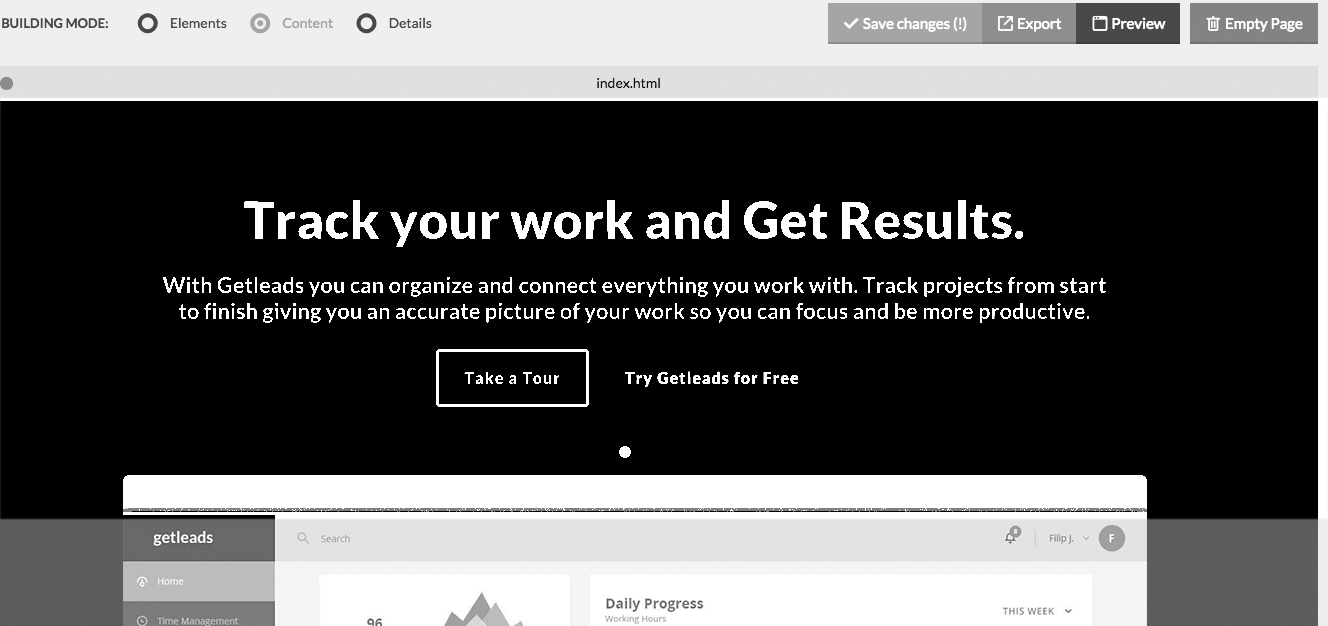 BUILDING MODE: Elements Content Details Save changes (!) Export Preview Empty Page
index.html
Track your work and Get Results.
With Getleads you can organize and connect everything you work with. Track projects from start
to finish giving you an accurate picture of your work so you can focus and be more productive.
Take a Tour Try Getleads for Free
getleads Search Filip J. F
Home
Daily Progress THIS WEEK
Working Hours
Time Management 96